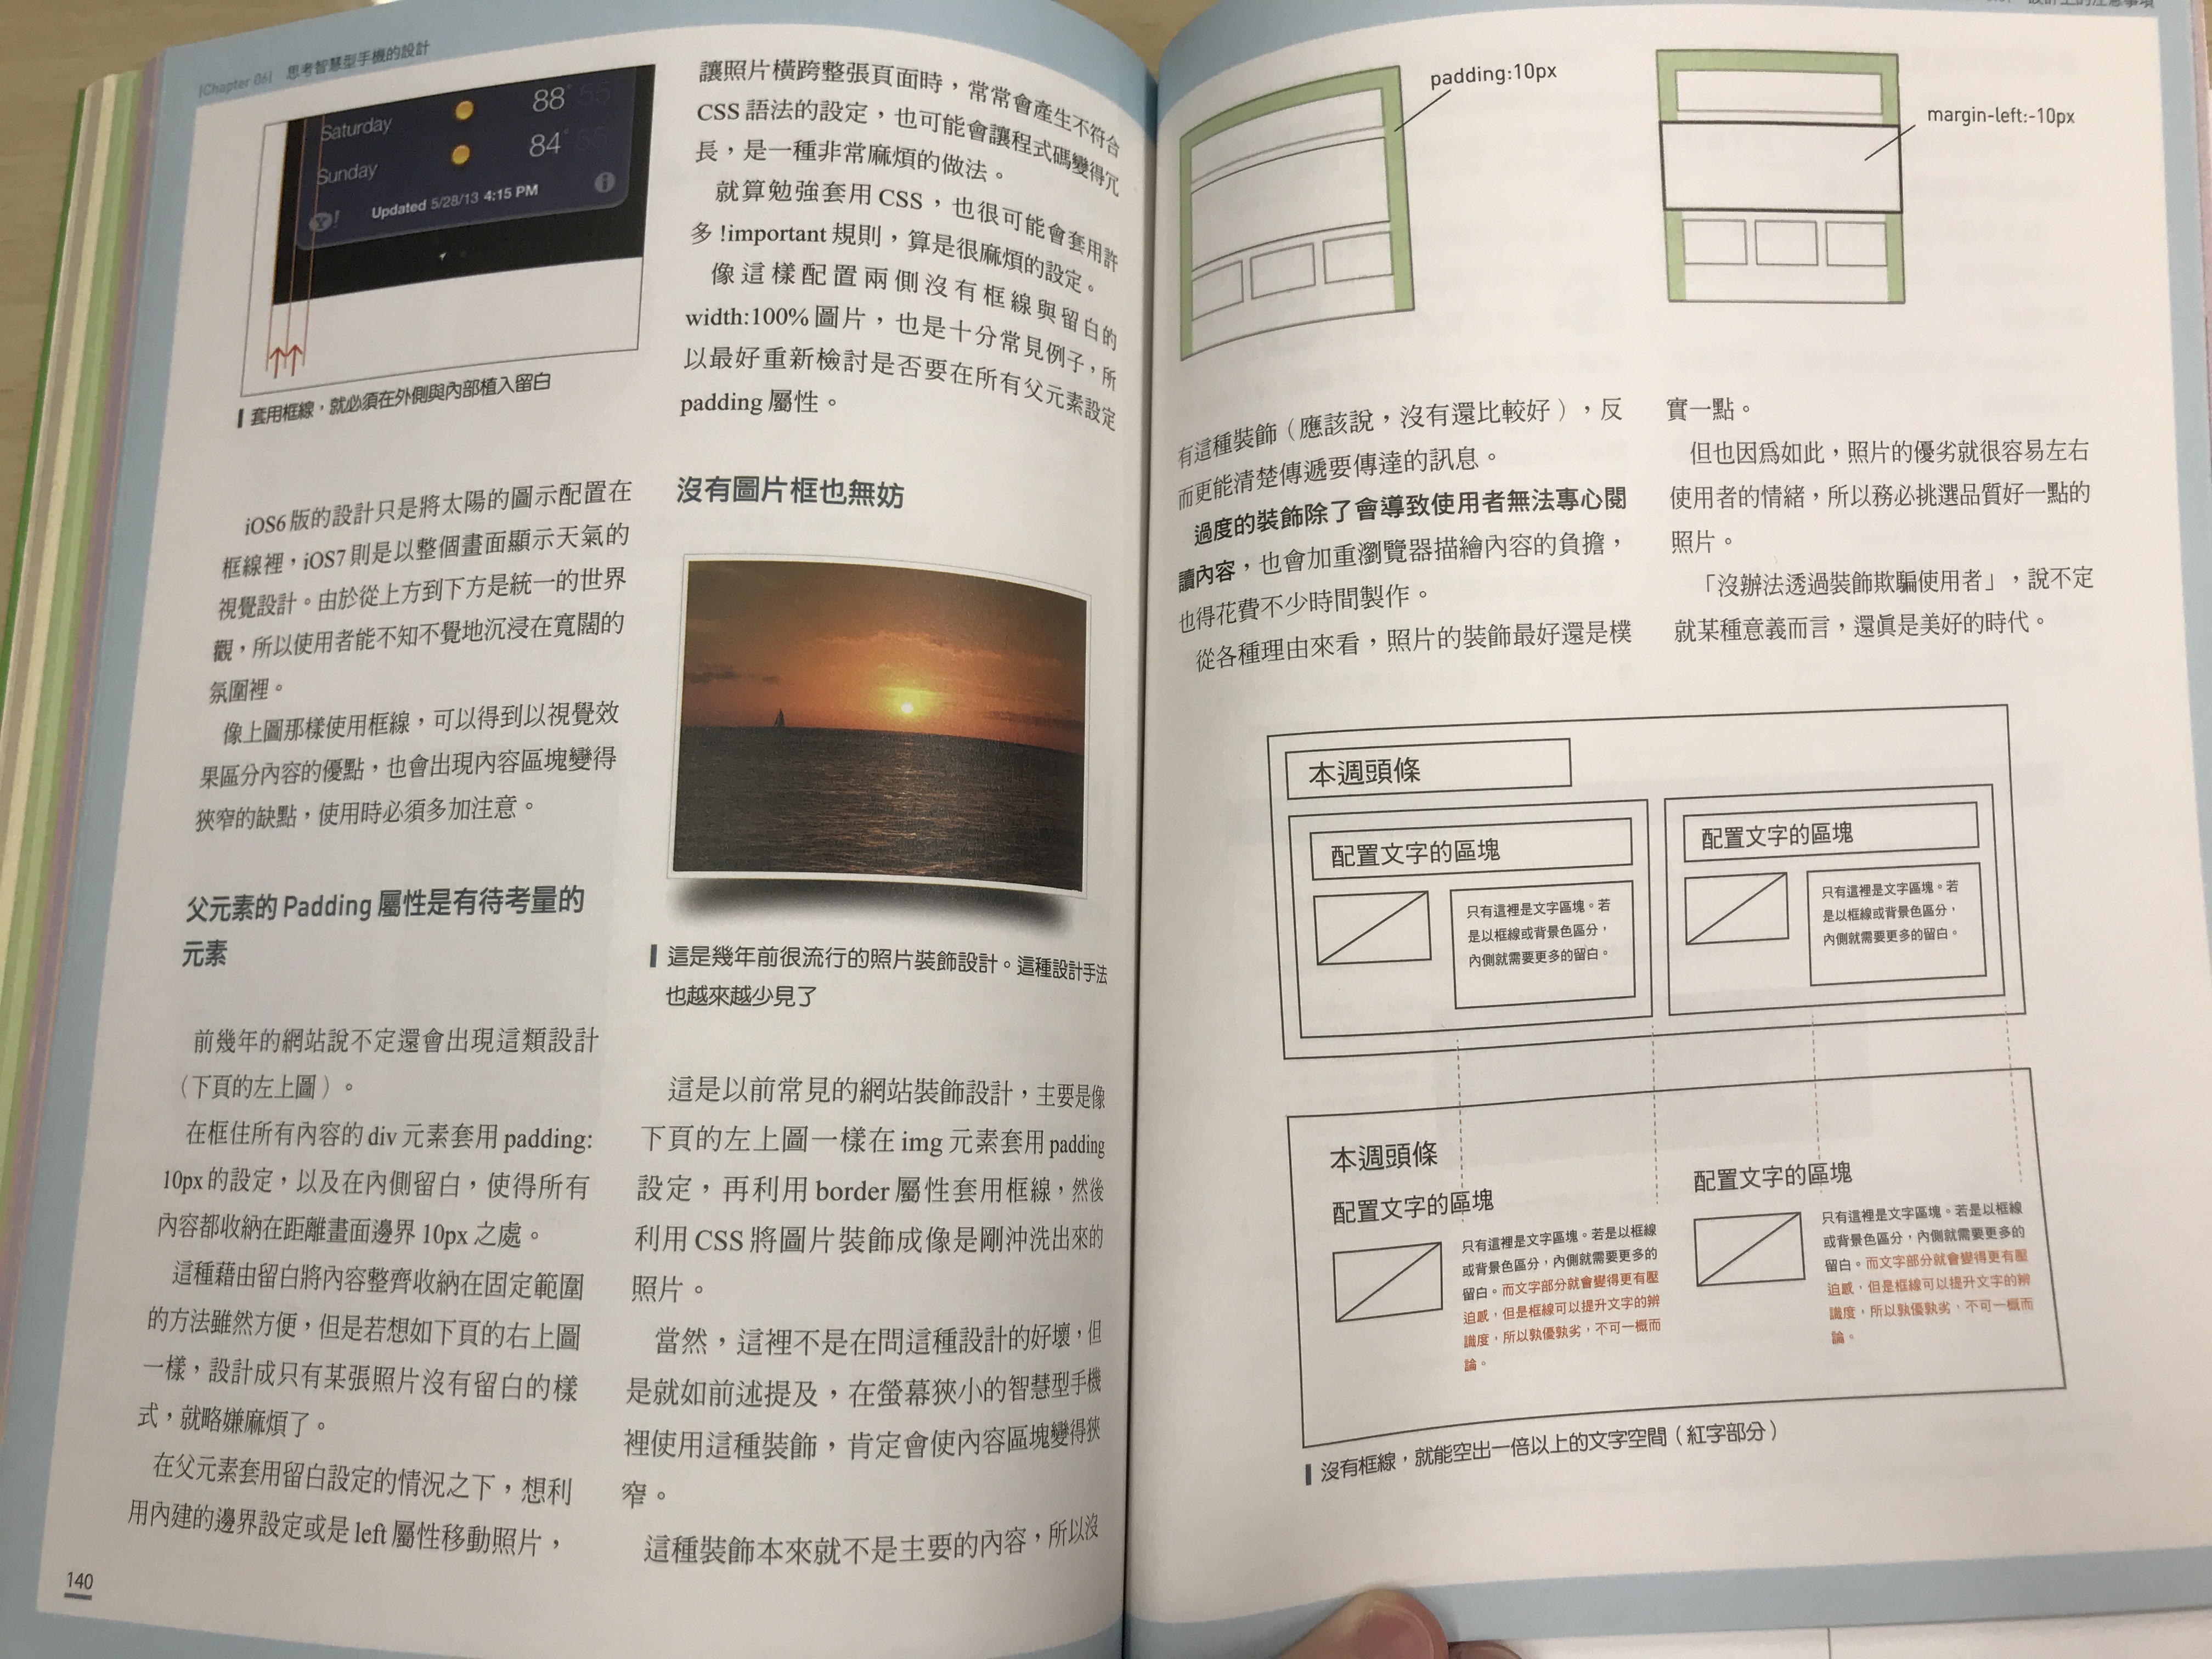 |Chapter 06| 思考智慧型手機的設計
Saturday 88° 55
Sunday 84° 55
Y!
Updated 5/28/13 4:15 PM
套用框線，就必須在外側與內部植入留白
iOS6 版的設計只是將太陽的圖示配置在
框線裡，iOS7 則是以整個畫面顯示天氣的
視覺設計。由於從上方到下方是統一的世界
觀，所以使用者能不知不覺地沉浸在寬闊的
氛圍裡。
像上圖那樣使用框線，可以得到以視覺效
果區分內容的優點，也會出現內容區塊變得
狹窄的缺點，使用時必須多加注意。
父元素的 Padding 屬性是有待考量的
元素
前幾年的網站說不定還會出現這類設計
（下頁的左上圖）。
在框住所有內容的 div 元素套用 padding:
10px 的設定，以及在內側留白，使得所有
內容都收納在距離畫面邊界 10px 之處。
這種藉由留白將內容整齊收納在固定範圍
的方法雖然方便，但是若想如下頁的右上圖
一樣，設計成只有某張照片沒有留白的樣
式，就略嫌麻煩了。
在父元素套用留白設定的情況之下，想利
用內建的邊界設定或是 left 屬性移動照片，
140
讓照片橫跨整張頁面時，常常會產生不符合
CSS 語法的設定，也可能會讓程式碼變得冗
長，是一種非常麻煩的做法。
就算勉強套用 CSS，也很可能會套用許
多 !important 規則，算是很麻煩的設定。
像這樣配置兩側沒有框線與留白的
width:100% 圖片，也是十分常見例子，所
以最好重新檢討是否要在所有父元素設定
padding 屬性。
沒有圖片框也無妨
這是幾年前很流行的照片裝飾設計。這種設計手法
也越來越少見了
這是以前常見的網站裝飾設計，主要是像
下頁的左上圖一樣在 img 元素套用 padding
設定，再利用 border 屬性套用框線，然後
利用 CSS 將圖片裝飾成像是剛沖洗出來的
照片。
當然，這裡不是在問這種設計的好壞，但
是就如前述提及，在螢幕狹小的智慧型手機
裡使用這種裝飾，肯定會使內容區塊變得狹
窄。
這種裝飾本來就不是主要的內容，所以沒
設計上的注意事項
padding:10px
margin-left:-10px
有這種裝飾（應該說，沒有還比較好），反
而更能清楚傳遞要傳達的訊息。
過度的裝飾除了會導致使用者無法專心閱
讀內容，也會加重瀏覽器描繪內容的負擔，
也得花費不少時間製作。
從各種理由來看，照片的裝飾最好還是樸
實一點。
但也因為如此，照片的優劣就很容易左右
使用者的情緒，所以務必挑選品質好一點的
照片。
「沒辦法透過裝飾欺騙使用者」，說不定
就某種意義而言，還真是美好的時代。
本週頭條
配置文字的區塊
只有這裡是文字區塊。若
是以框線或背景色區分，
內側就需要更多的留白。
配置文字的區塊
只有這裡是文字區塊。若
是以框線或背景色區分，
內側就需要更多的留白。
本週頭條
配置文字的區塊
只有這裡是文字區塊。若是以框線
或背景色區分，內側就需要更多的
留白。而文字部分就會變得更有壓
迫感，但是框線可以提升文字的辨
識度，所以孰優孰劣，不可一概而
論。
配置文字的區塊
只有這裡是文字區塊。若是以框線
或背景色區分，內側就需要更多的
留白。而文字部分就會變得更有壓
迫感，但是框線可以提升文字的辨
識度，所以孰優孰劣，不可一概而
論。
沒有框線，就能空出一倍以上的文字空間（紅字部分）